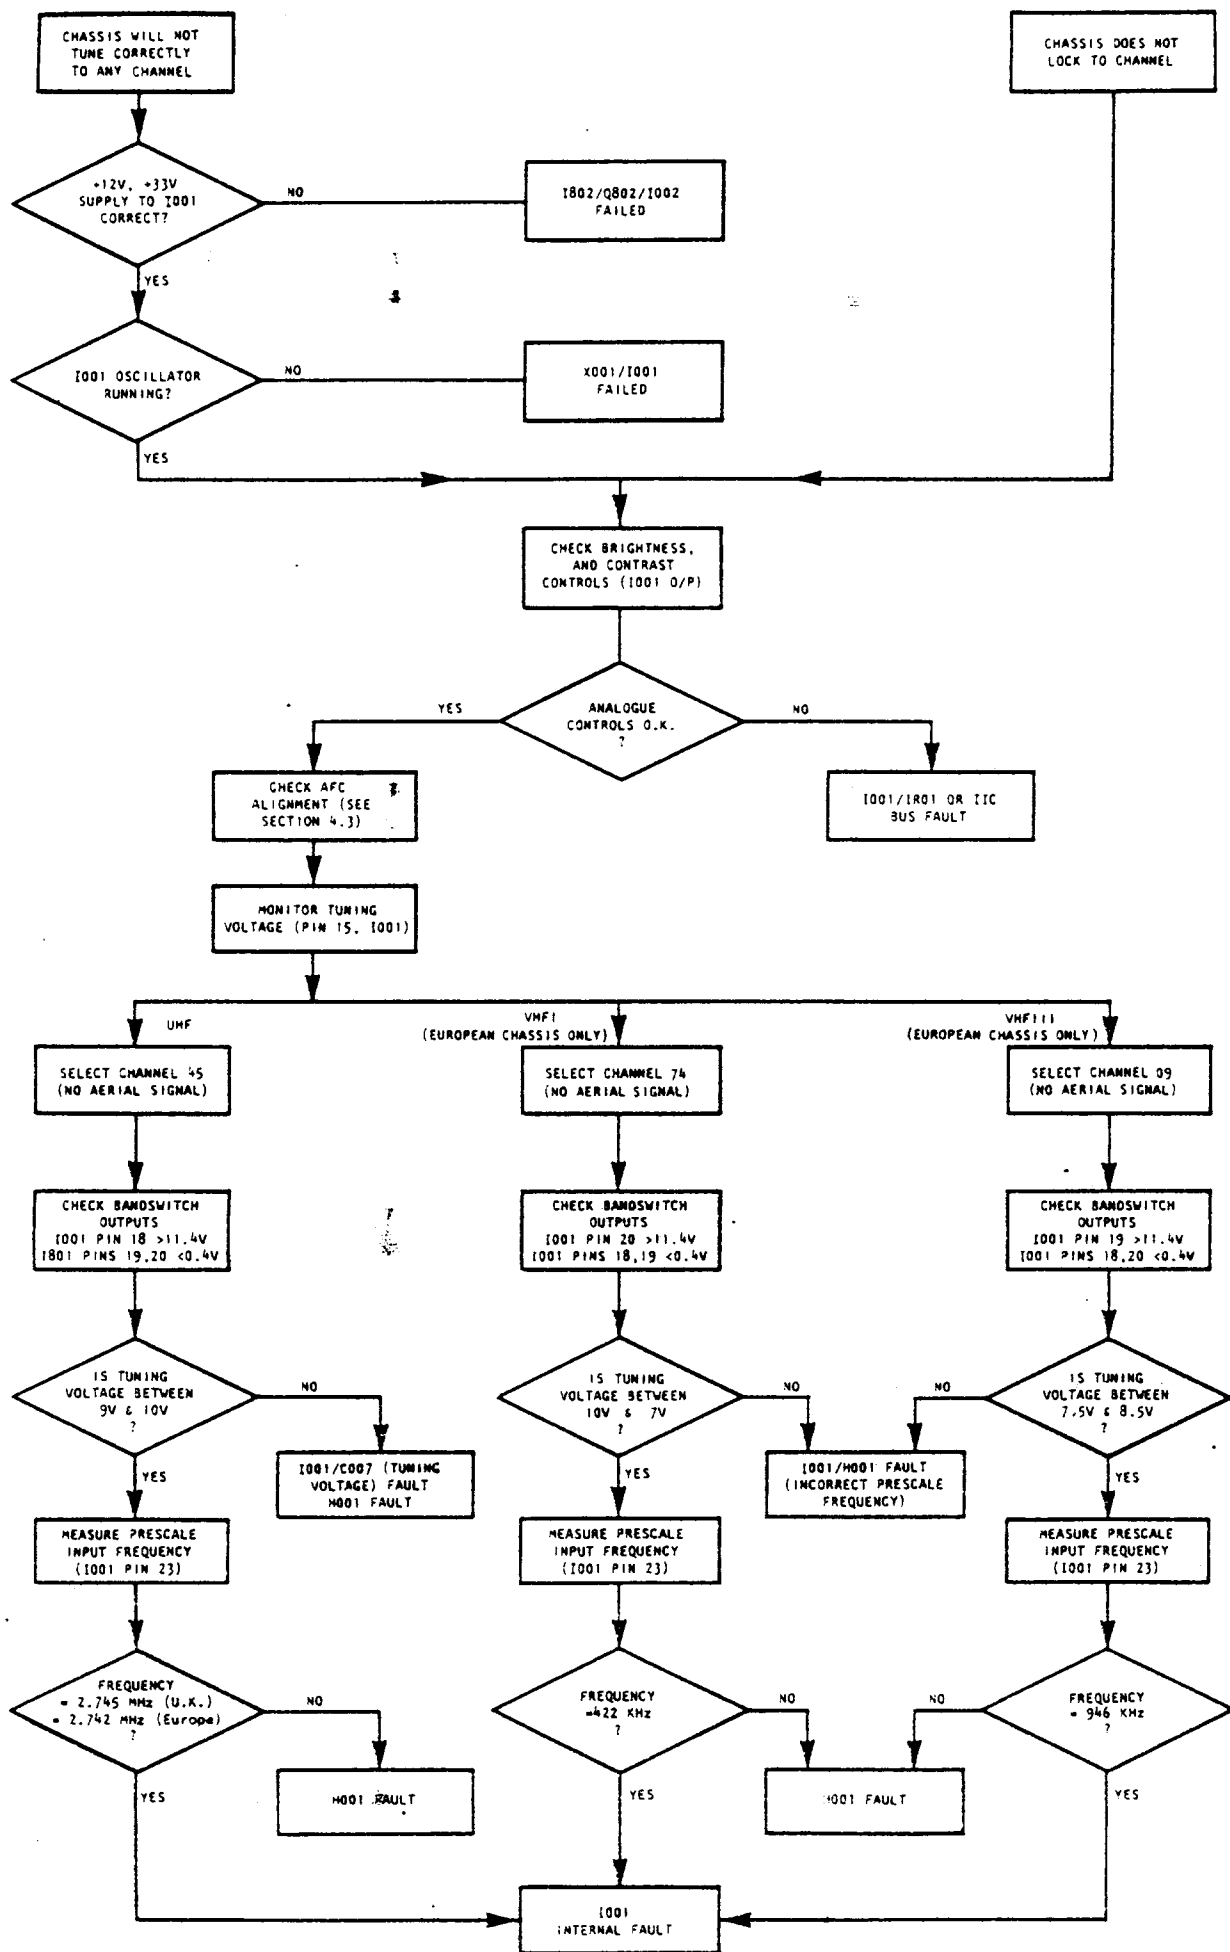 CHASSIS WILL NOT
TUNE CORRECTLY
TO ANY CHANNEL
CHASSIS DOES NOT
LOCK TO CHANNEL
+12V, +33V
SUPPLY TO I001
CORRECT?
NO
I802/Q802/I002
FAILED
YES
I001 OSCILLATOR
RUNNING?
NO
X001/I001
FAILED
YES
CHECK BRIGHTNESS,
AND CONTRAST
CONTROLS (I001 O/P)
ANALOGUE
CONTROLS O.K.
?
YES
NO
CHECK AFC
ALIGNMENT (SEE
SECTION 4.3)
I001/IR01 OR IIC
BUS FAULT
MONITOR TUNING
VOLTAGE (PIN 15, I001)
UHF
VHFI
(EUROPEAN CHASSIS ONLY)
VHFIII
(EUROPEAN CHASSIS ONLY)
SELECT CHANNEL 45
(NO AERIAL SIGNAL)
SELECT CHANNEL 74
(NO AERIAL SIGNAL)
SELECT CHANNEL 09
(NO AERIAL SIGNAL)
CHECK BANDSWITCH
OUTPUTS
I001 PIN 18 >11.4V
I801 PINS 19,20 <0.4V
CHECK BANDSWITCH
OUTPUTS
I001 PIN 20 >11.4V
I001 PINS 18,19 <0.4V
CHECK BANDSWITCH
OUTPUTS
I001 PIN 19 >11.4V
I001 PINS 18,20 <0.4V
IS TUNING
VOLTAGE BETWEEN
9V & 10V
?
NO
YES
I001/C007 (TUNING
VOLTAGE) FAULT
H001 FAULT
IS TUNING
VOLTAGE BETWEEN
10V & 7V
?
NO
YES
I001/H001 FAULT
(INCORRECT PRESCALE
FREQUENCY)
IS TUNING
VOLTAGE BETWEEN
7.5V & 8.5V
?
NO
YES
MEASURE PRESCALE
INPUT FREQUENCY
(I001 PIN 23)
MEASURE PRESCALE
INPUT FREQUENCY
(I001 PIN 23)
MEASURE PRESCALE
INPUT FREQUENCY
(I001 PIN 23)
FREQUENCY
= 2.745 MHz (U.K.)
= 2.742 MHz (Europe)
?
NO
YES
H001 FAULT
FREQUENCY
=422 KHz
?
NO
YES
H001 FAULT
FREQUENCY
= 946 KHz
?
NO
YES
I001
INTERNAL FAULT